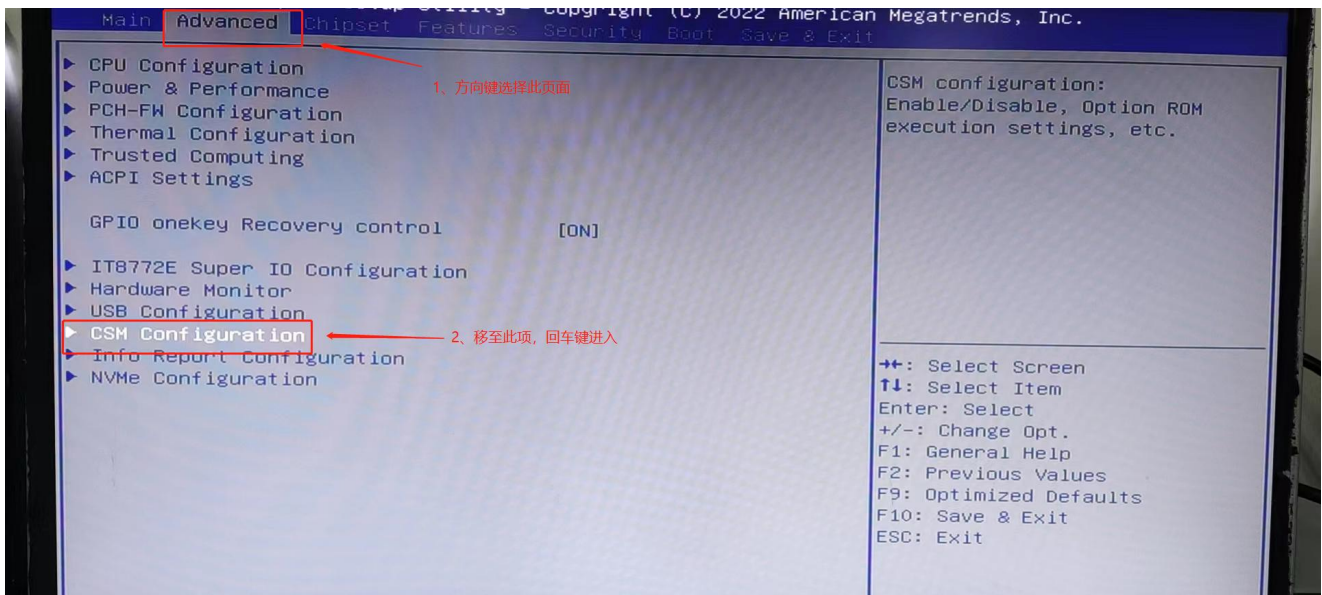 Copyright (C) 2022 American Megatrends, Inc.
Main Advanced Chipset Features Security Boot Save & Exit
CPU Configuration
Power & Performance
PCH-FW Configuration
Thermal Configuration
Trusted Computing
ACPI Settings
GPIO onekey Recovery control [ON]
IT8772E Super IO Configuration
Hardware Monitor
USB Configuration
CSM Configuration
Info Report Configuration
NVMe Configuration
1、方向键选择此页面
2、移至此项，回车键进入
CSM configuration:
Enable/Disable, Option ROM
execution settings, etc.
→←: Select Screen
↑↓: Select Item
Enter: Select
+/-: Change Opt.
F1: General Help
F2: Previous Values
F9: Optimized Defaults
F10: Save & Exit
ESC: Exit